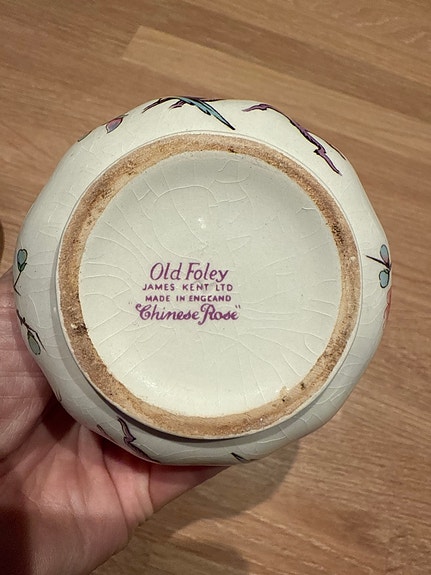 Old Foley
JAMES KENT LTD
MADE IN ENGLAND
"Chinese Rose"